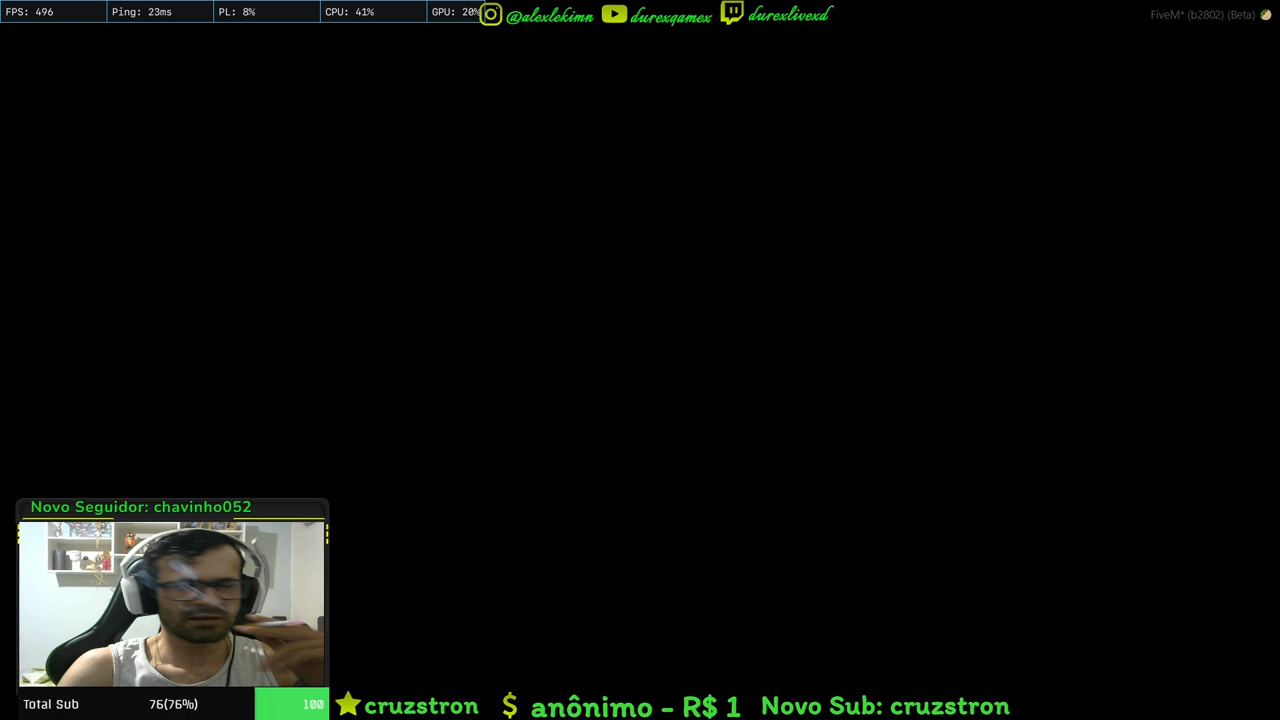 FPS: 496 Ping: 23ms PL: 8% CPU: 41% GPU: 20%
@alexlekimn durexgamex durexlivexd
FiveM* (b2802) (Beta)
Novo Seguidor: chavinho052
Total Sub 76(76%) 100
cruzstron $ anônimo - R$ 1 Novo Sub: cruzstron